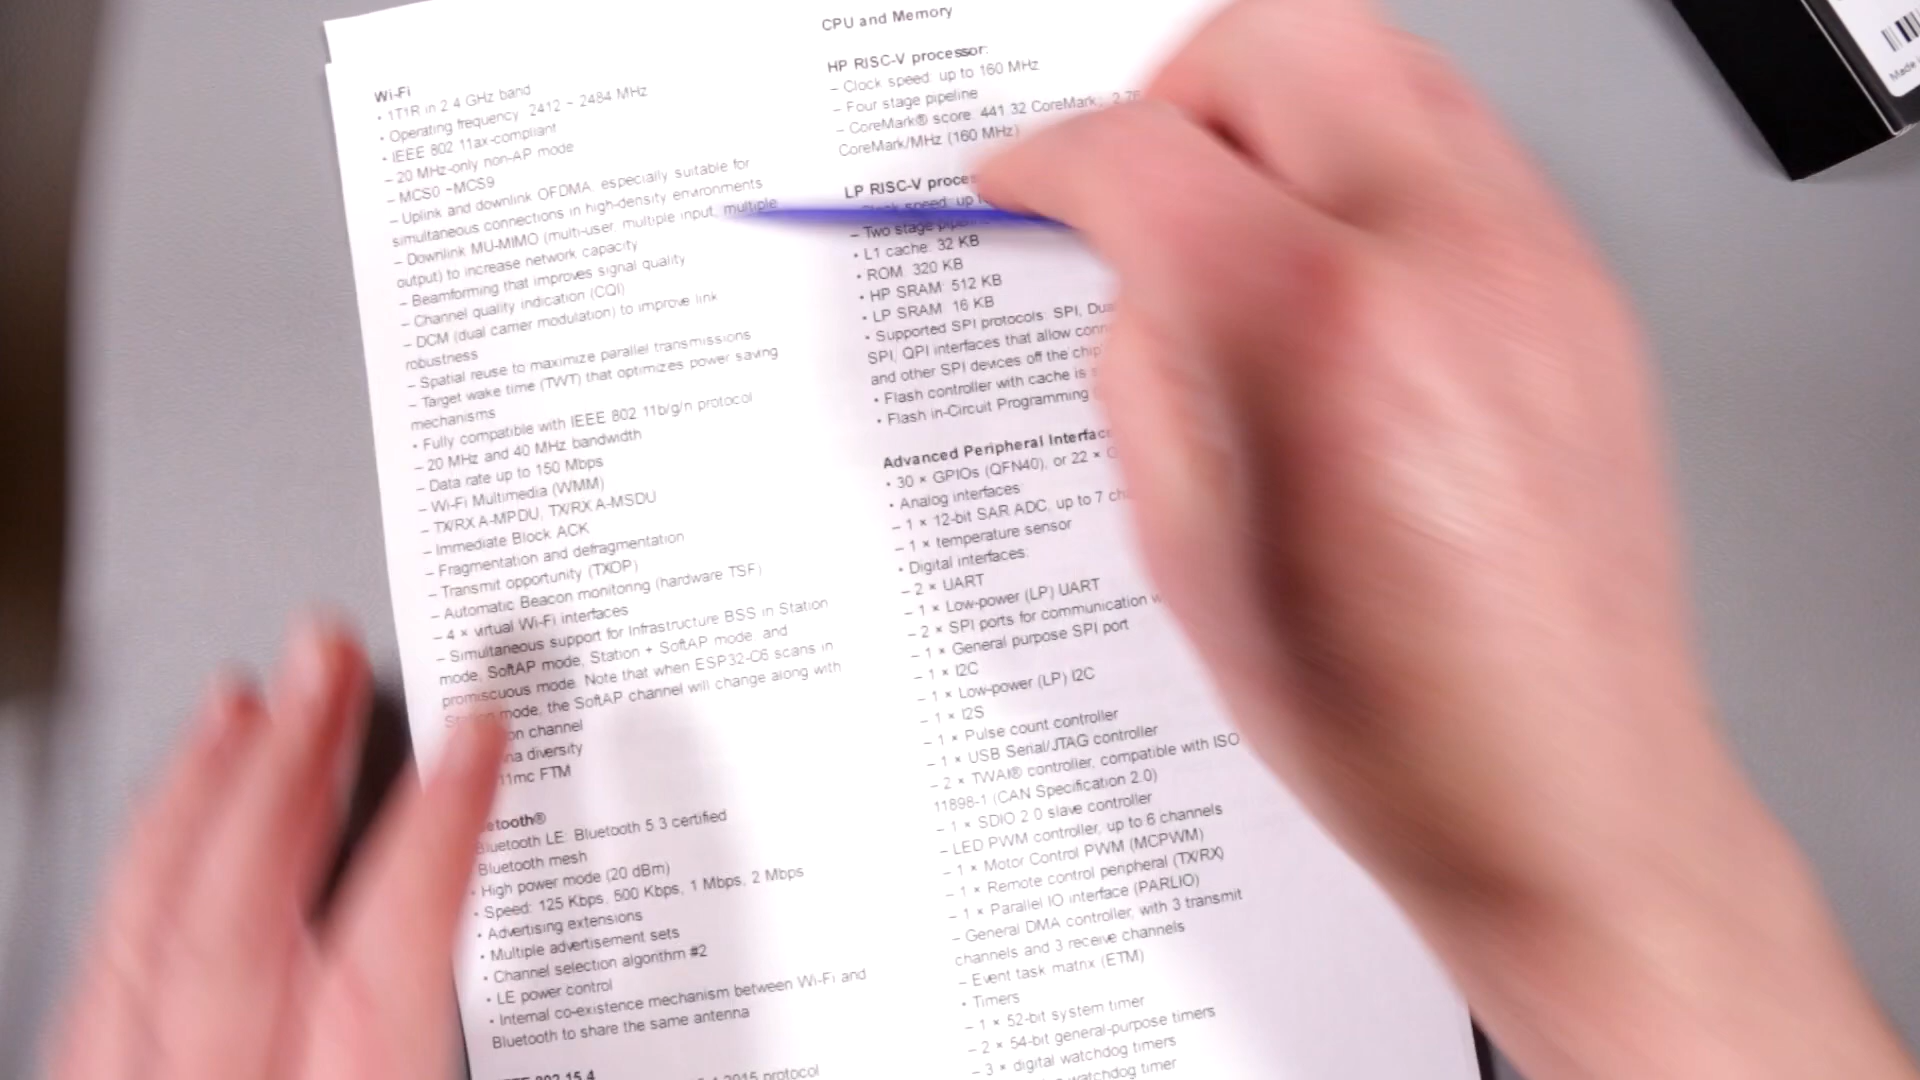 Wi-Fi
• 1T1R in 2.4 GHz band
• Operating frequency: 2412 ~ 2484 MHz
• IEEE 802.11ax-compliant
– 20 MHz-only non-AP mode
– MCS0 ~MCS9
– Uplink and downlink OFDMA, especially suitable for
simultaneous connections in high-density environments
– Downlink MU-MIMO (multi-user, multiple input, multiple
output) to increase network capacity
– Beamforming that improves signal quality
– Channel quality indication (CQI)
– DCM (dual carrier modulation) to improve link
robustness
– Spatial reuse to maximize parallel transmissions
– Target wake time (TWT) that optimizes power saving
mechanisms
• Fully compatible with IEEE 802.11b/g/n protocol
– 20 MHz and 40 MHz bandwidth
– Data rate up to 150 Mbps
– Wi-Fi Multimedia (WMM)
– TX/RX A-MPDU, TX/RX A-MSDU
– Immediate Block ACK
– Fragmentation and defragmentation
– Transmit opportunity (TXOP)
– Automatic Beacon monitoring (hardware TSF)
– 4 × virtual Wi-Fi interfaces
– Simultaneous support for Infrastructure BSS in Station
mode, SoftAP mode, Station + SoftAP mode, and
promiscuous mode. Note that when ESP32-C6 scans in
Station mode, the SoftAP channel will change along with
on channel
diversity
11mc FTM
etooth®
Bluetooth LE: Bluetooth 5.3 certified
Bluetooth mesh
• High power mode (20 dBm)
• Speed: 125 Kbps, 500 Kbps, 1 Mbps, 2 Mbps
• Advertising extensions
• Multiple advertisement sets
• Channel selection algorithm #2
• LE power control
• Internal co-existence mechanism between Wi-Fi and
Bluetooth to share the same antenna
802.15.4
2015 protocol
CPU and Memory
HP RISC-V processor:
– Clock speed: up to 160 MHz
– Four stage pipeline
– CoreMark® score: 441.32 CoreMark; 2.76
CoreMark/MHz (160 MHz)
LP RISC-V proces
– Clock speed: up to
– Two stage pipeline
• L1 cache: 32 KB
• ROM: 320 KB
• HP SRAM: 512 KB
• LP SRAM: 16 KB
• Supported SPI protocols: SPI, Dua
SPI, QPI interfaces that allow conn
and other SPI devices off the chip'
• Flash controller with cache is
• Flash in-Circuit Programming
Advanced Peripheral Interfac
• 30 × GPIOs (QFN40), or 22 × G
• Analog interfaces:
– 1 × 12-bit SAR ADC, up to 7 ch
– 1 × temperature sensor
• Digital interfaces:
– 2 × UART
– 1 × Low-power (LP) UART
– 2 × SPI ports for communication w
– 1 × General purpose SPI port
– 1 × I2C
– 1 × Low-power (LP) I2C
– 1 × I2S
– 1 × Pulse count controller
– 1 × USB Serial/JTAG controller
– 2 × TWAI® controller, compatible with ISO
11898-1 (CAN Specification 2.0)
– 1 × SDIO 2.0 slave controller
– LED PWM controller, up to 6 channels
– 1 × Motor Control PWM (MCPWM)
– 1 × Remote control peripheral (TX/RX)
– 1 × Parallel IO interface (PARLIO)
– General DMA controller, with 3 transmit
channels and 3 receive channels
– Event task matrix (ETM)
• Timers
– 1 × 52-bit system timer
– 2 × 54-bit general-purpose timers
– 3 × digital watchdog timers
watchdog timer
Made